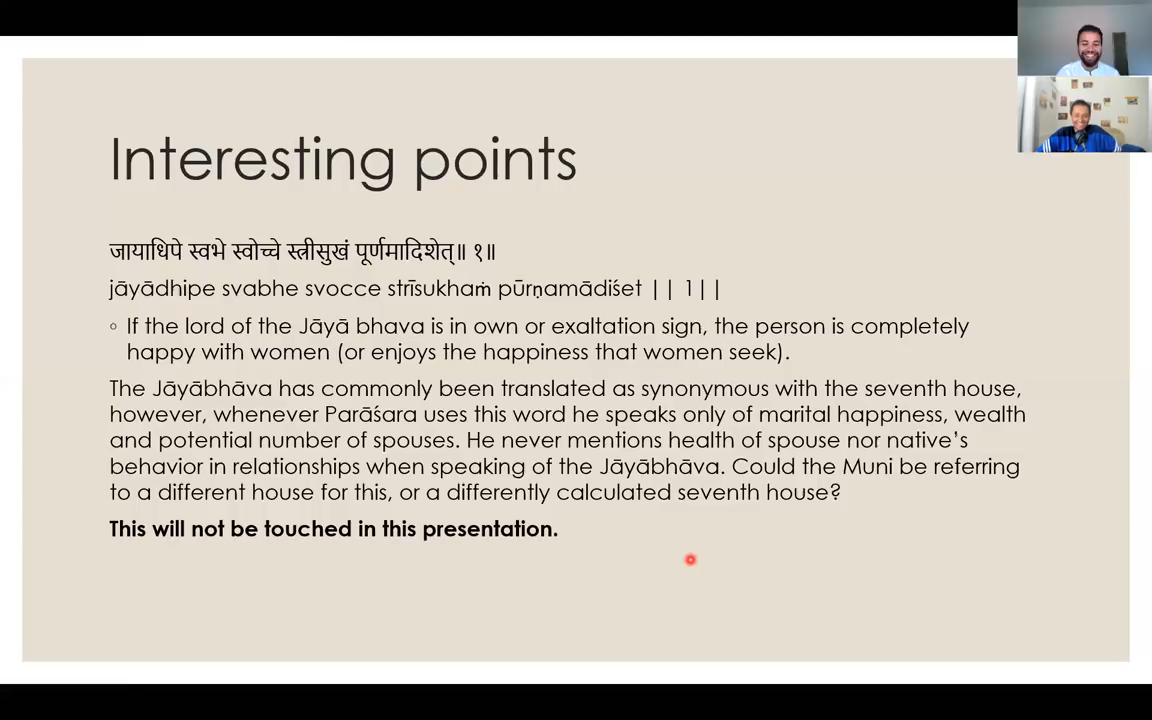 Interesting points
जायाधिपे स्वभे स्वोच्चे स्त्रीसुखं पूर्णमादिशेत्॥ १॥
jāyādhipe svabhe svocce strīsukhaṁ pūrṇamādiśet || 1||
◦ If the lord of the Jāyā bhava is in own or exaltation sign, the person is completely
happy with women (or enjoys the happiness that women seek).
The Jāyābhāva has commonly been translated as synonymous with the seventh house,
however, whenever Parāśara uses this word he speaks only of marital happiness, wealth
and potential number of spouses. He never mentions health of spouse nor native’s
behavior in relationships when speaking of the Jāyābhāva. Could the Muni be referring
to a different house for this, or a differently calculated seventh house?
This will not be touched in this presentation.